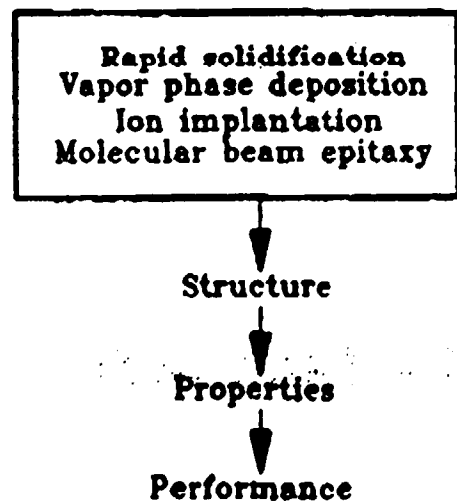 Rapid solidification
Vapor phase deposition
Ion implantation
Molecular beam epitaxy
Structure
Properties
Performance